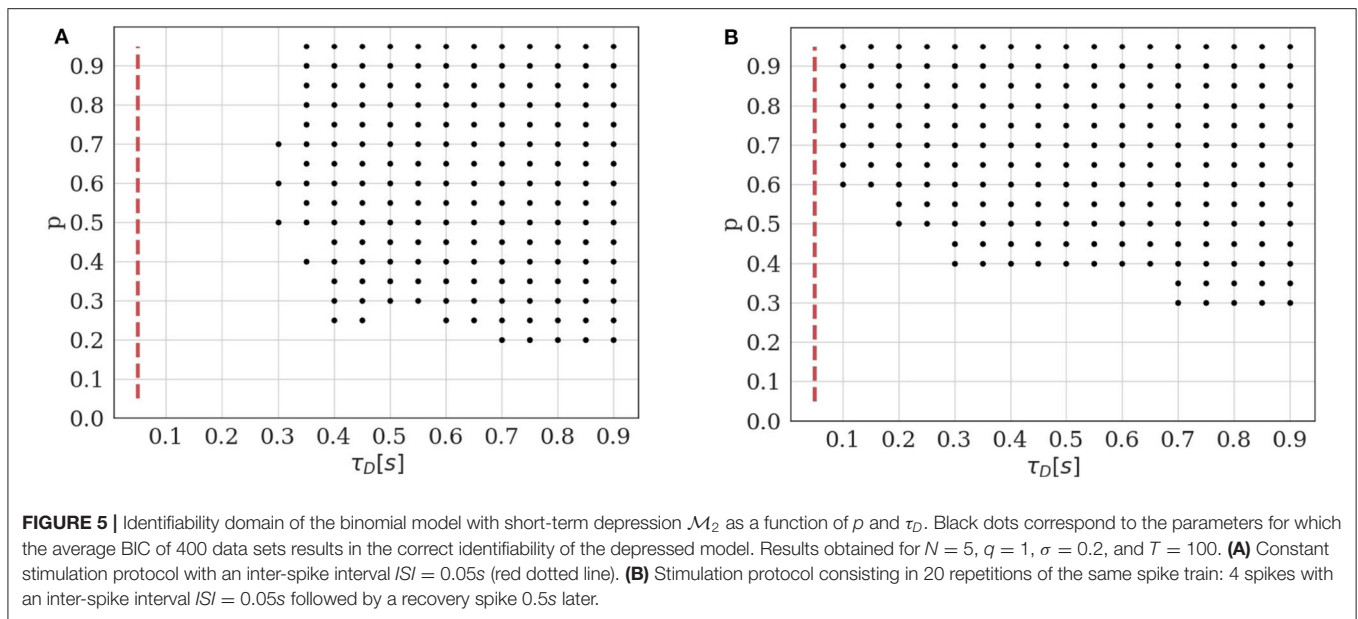 A
0.9
0.8
0.7
0.6
0.5
0.4
0.3
0.2
0.1
0.0
p
0.1 0.2 0.3 0.4 0.5 0.6 0.7 0.8 0.9
τ_D[s]
B
0.9
0.8
0.7
0.6
0.5
0.4
0.3
0.2
0.1
0.0
p
0.1 0.2 0.3 0.4 0.5 0.6 0.7 0.8 0.9
τ_D[s]
FIGURE 5 | Identifiability domain of the binomial model with short-term depression ℳ₂ as a function of p and τ_D. Black dots correspond to the parameters for which
the average BIC of 400 data sets results in the correct identifiability of the depressed model. Results obtained for N = 5, q = 1, σ = 0.2, and T = 100. (A) Constant
stimulation protocol with an inter-spike interval ISI = 0.05s (red dotted line). (B) Stimulation protocol consisting in 20 repetitions of the same spike train: 4 spikes with
an inter-spike interval ISI = 0.05s followed by a recovery spike 0.5s later.